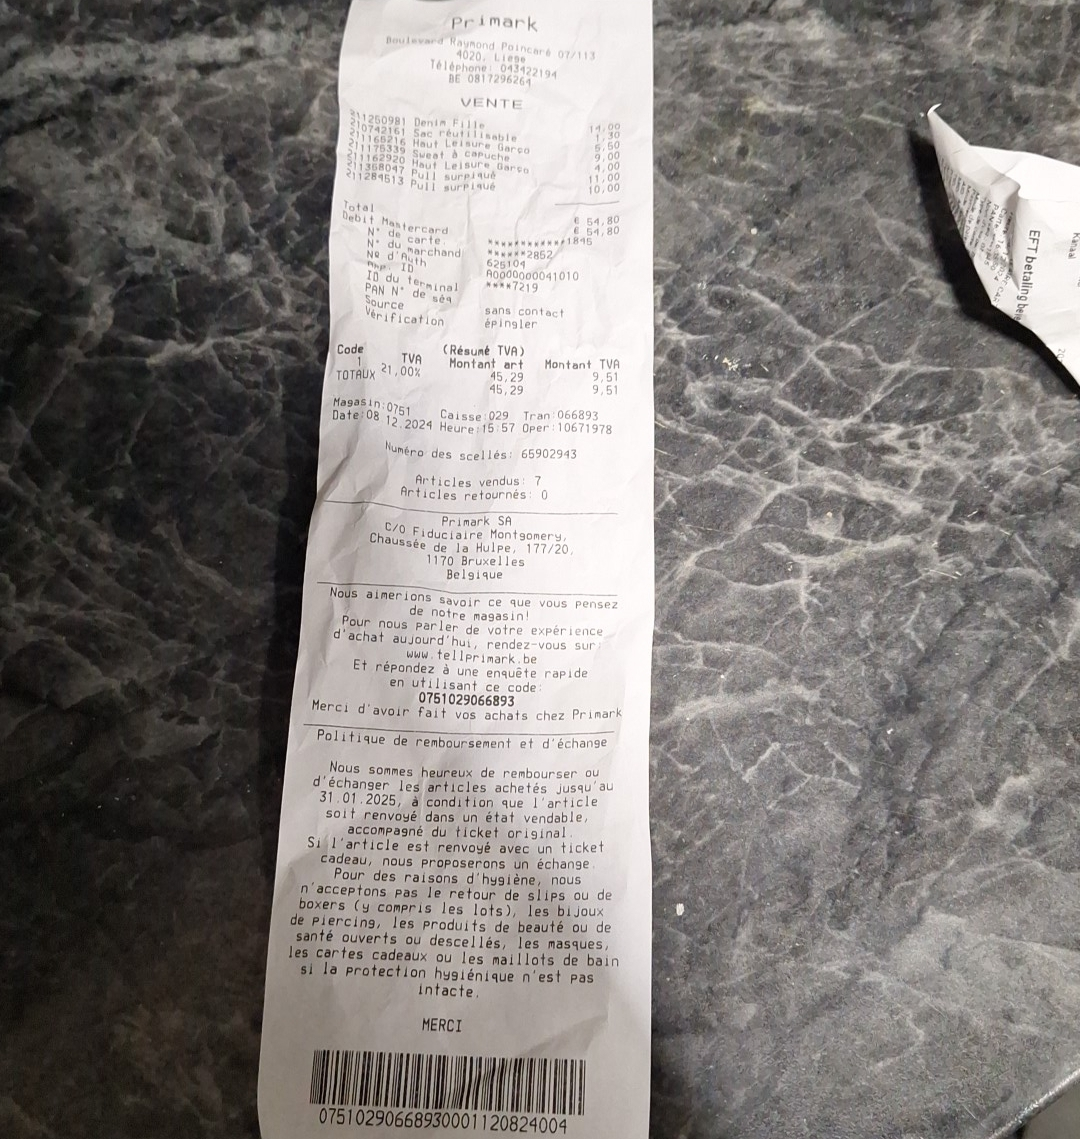 Primark
Boulevard Raymond Poincaré 07/113
4020, Liege
Téléphone: 043422194
BE 0817296264
VENTE
211250981 Denim Fille 14,00
210742161 Sac réutilisable 1,30
211165216 Haut Leisure Garço 5,50
211175339 Sweat à capuche 9,00
211162920 Haut Leisure Garço 4,00
211368047 Pull surpiqué 11,00
211284513 Pull surpiqué 10,00
Total € 54,80
Debit Mastercard € 54,80
N° de carte: ************1845
N° du marchand ******2852
Nº d'Auth 625104
App. ID A0000000041010
ID du terminal ****7219
PAN N° de séq
Source sans contact
Vérification épingler
(Résumé TVA)
Code TVA Montant art Montant TVA
1 21,00% 45,29 9,51
TOTAUX 45,29 9,51
Magasin:0751 Caisse:029 Tran:066893
Date:08.12.2024 Heure:15:57 Oper:10671978
Numéro des scellés: 65902943
Articles vendus: 7
Articles retournés: 0
Primark SA
C/O Fiduciaire Montgomery,
Chaussée de la Hulpe, 177/20,
1170 Bruxelles
Belgique
Nous aimerions savoir ce que vous pensez
de notre magasin!
Pour nous parler de votre expérience
d'achat aujourd'hui, rendez-vous sur:
www.tellprimark.be
Et répondez à une enquête rapide
en utilisant ce code:
0751029066893
Merci d'avoir fait vos achats chez Primark
Politique de remboursement et d'échange
Nous sommes heureux de rembourser ou
d'échanger les articles achetés jusqu'au
31.01.2025, à condition que l'article
soit renvoyé dans un état vendable,
accompagné du ticket original.
Si l'article est renvoyé avec un ticket
cadeau, nous proposerons un échange.
Pour des raisons d'hygiène, nous
n'acceptons pas le retour de slips ou de
boxers (y compris les lots), les bijoux
de piercing, les produits de beauté ou de
santé ouverts ou descellés, les masques,
les cartes cadeaux ou les maillots de bain
si la protection hygiénique n'est pas
intacte.
MERCI
07510290668930001120824004
EFT betaling
Kanaal